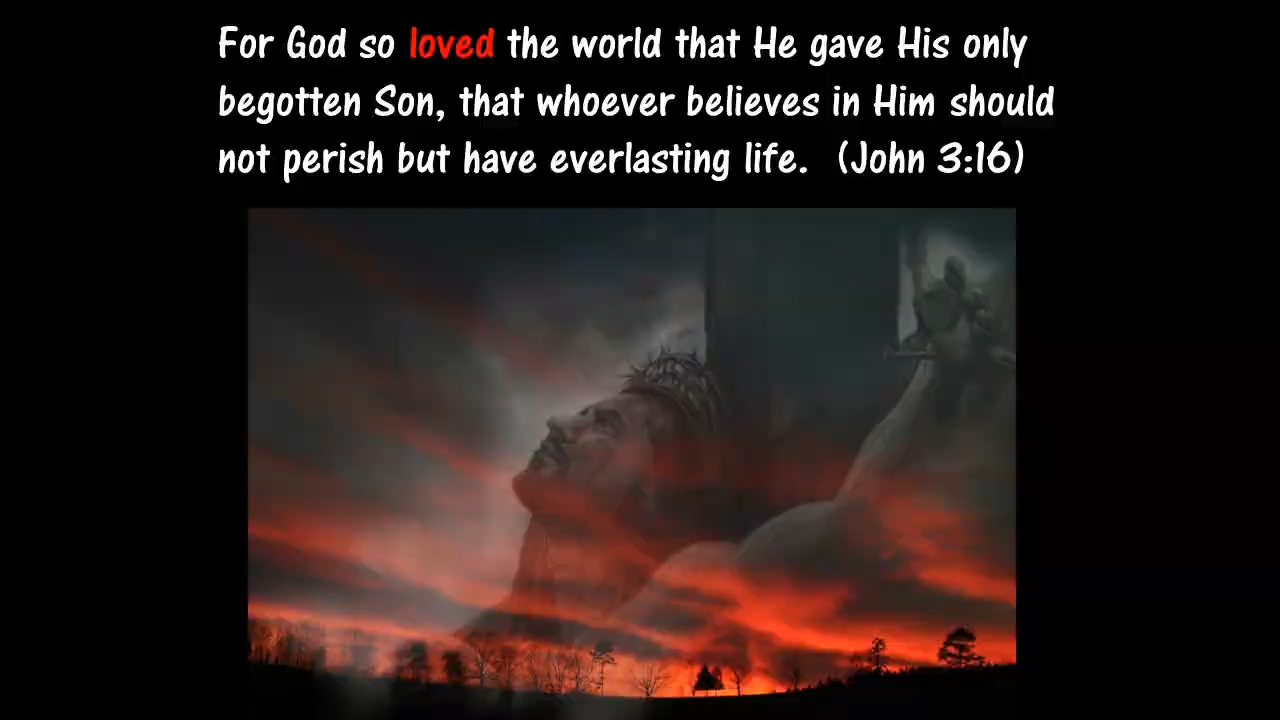 For God so loved the world that He gave His only
begotten Son, that whoever believes in Him should
not perish but have everlasting life. (John 3:16)